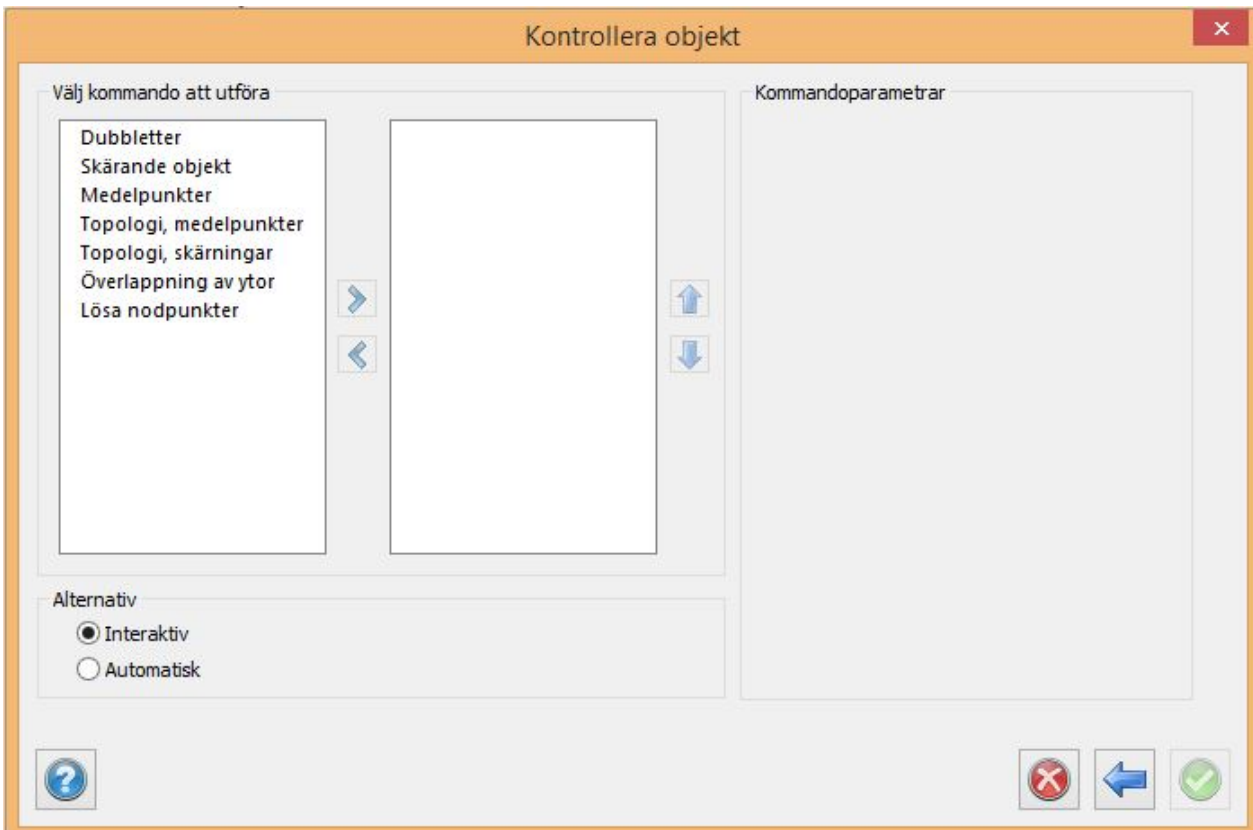 Kontrollera objekt
Välj kommando att utföra
Kommandoparametrar
Dubbletter
Skärande objekt
Medelpunkter
Topologi, medelpunkter
Topologi, skärningar
Överlappning av ytor
Lösa nodpunkter
Alternativ
Interaktiv
Automatisk